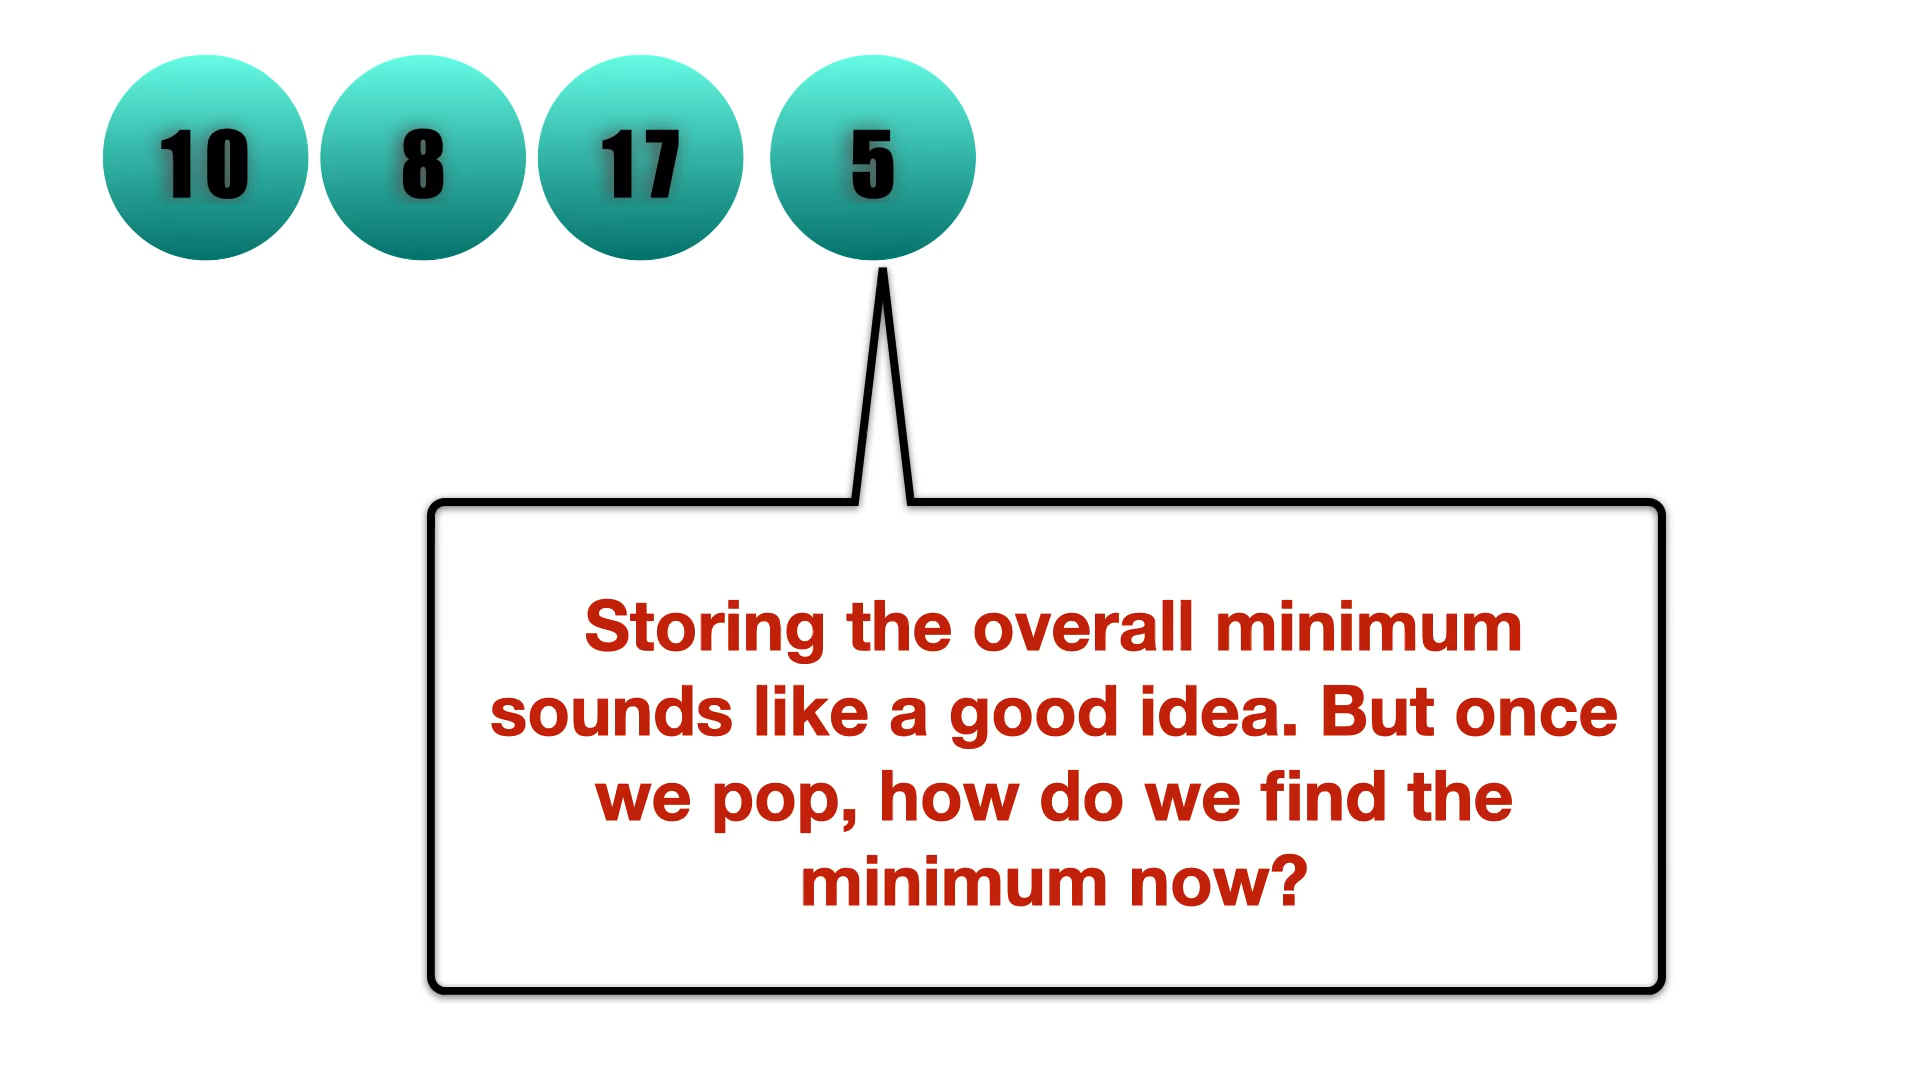 10 8 17 5
Storing the overall minimum
sounds like a good idea. But once
we pop, how do we find the
minimum now?